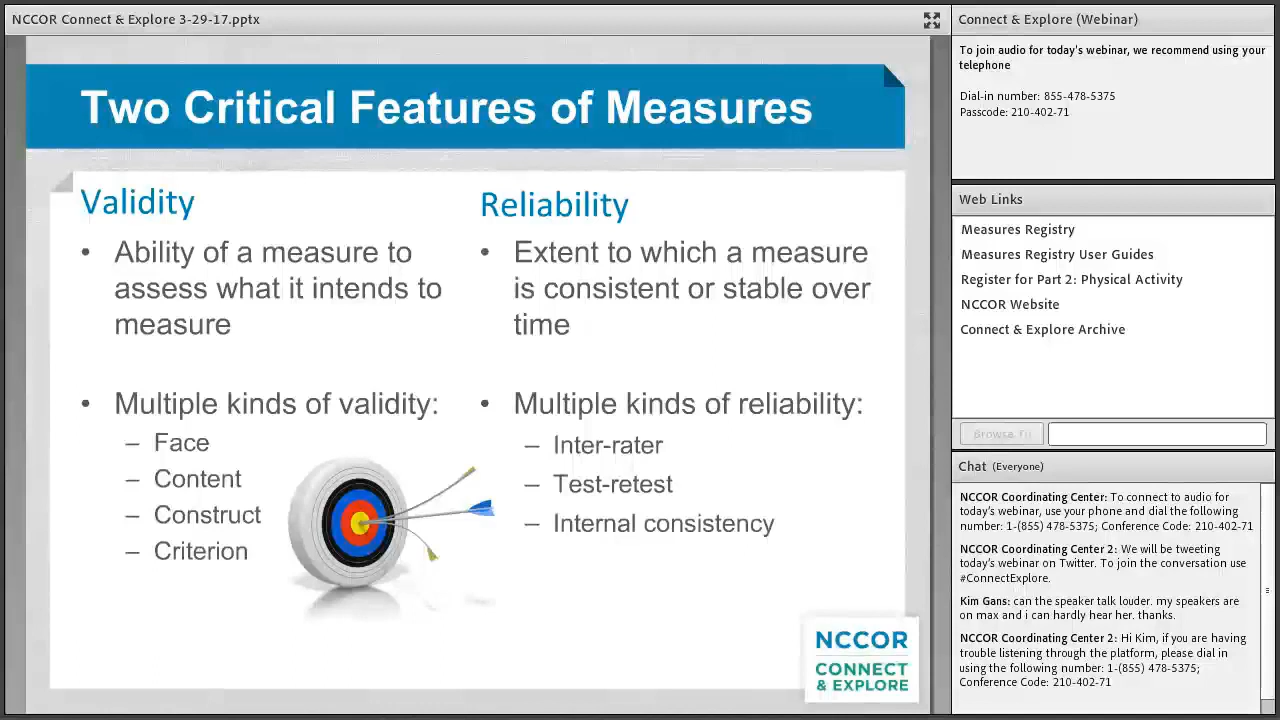 NCCOR Connect & Explore 3-29-17.pptx
Two Critical Features of Measures
Validity
• Ability of a measure to
assess what it intends to
measure
• Multiple kinds of validity:
– Face
– Content
– Construct
– Criterion
Reliability
• Extent to which a measure
is consistent or stable over
time
• Multiple kinds of reliability:
– Inter-rater
– Test-retest
– Internal consistency
NCCOR
CONNECT
& EXPLORE
Connect & Explore (Webinar)
To join audio for today's webinar, we recommend using your
telephone
Dial-in number: 855-478-5375
Passcode: 210-402-71
Web Links
Measures Registry
Measures Registry User Guides
Register for Part 2: Physical Activity
NCCOR Website
Connect & Explore Archive
Browse To
Chat (Everyone)
NCCOR Coordinating Center: To connect to audio for
today's webinar, use your phone and dial the following
number: 1-(855) 478-5375; Conference Code: 210-402-71
NCCOR Coordinating Center 2: We will be tweeting
today's webinar on Twitter. To join the conversation use
#ConnectExplore.
Kim Gans: can the speaker talk louder. my speakers are
on max and i can hardly hear her. thanks.
NCCOR Coordinating Center 2: Hi Kim, if you are having
trouble listening through the platform, please dial in
using the following number: 1-(855) 478-5375;
Conference Code: 210-402-71